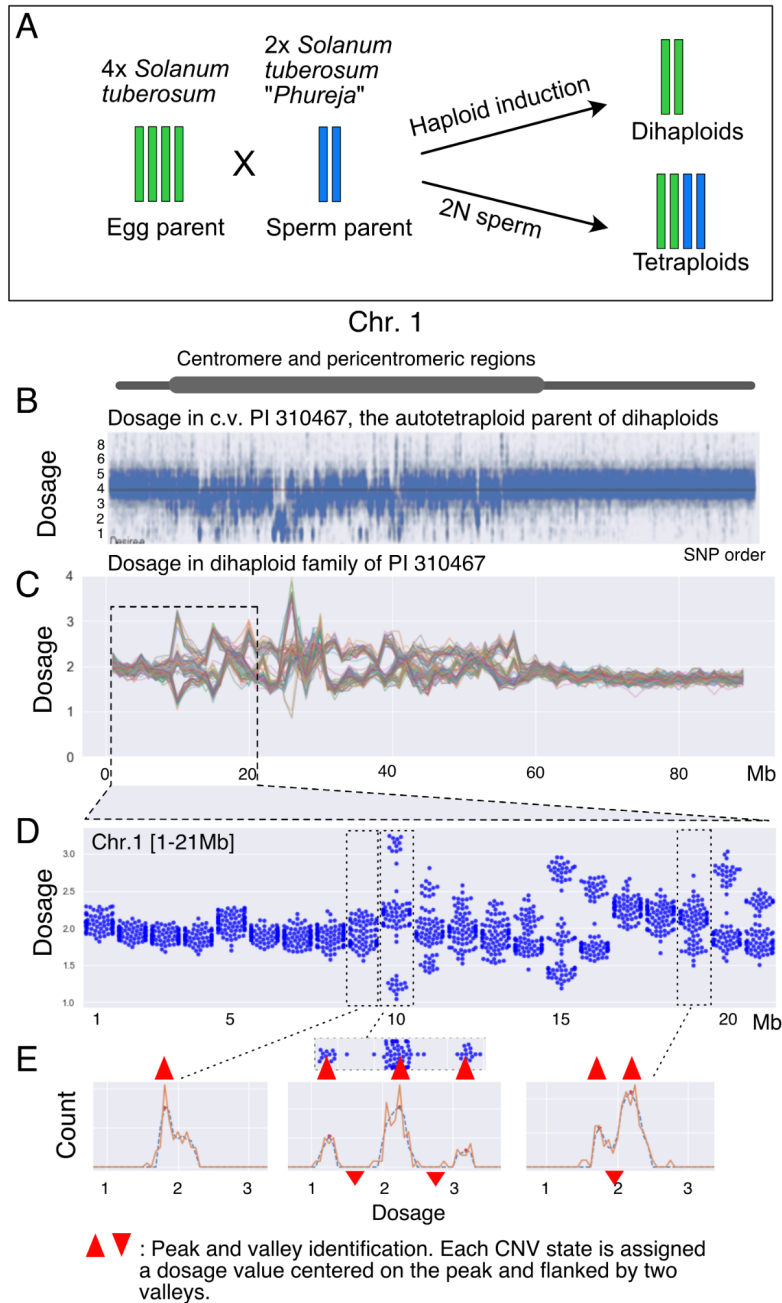 A
4x Solanum
tuberosum
2x Solanum
tuberosum
"Phureja"
X
Egg parent
Sperm parent
Haploid induction
2N sperm
Dihaploids
Tetraploids
Chr. 1
Centromere and pericentromeric regions
B
Dosage in c.v. PI 310467, the autotetraploid parent of dihaploids
Dosage
8
6
5
4
3
2
1
Desiree
SNP order
C
Dosage in dihaploid family of PI 310467
Dosage
4
3
2
1
0
0 20 40 60 80 Mb
D
Chr.1 [1-21Mb]
Dosage
3.0
2.5
2.0
1.5
1.0
1 5 10 15 20 Mb
E
Count
1 2 3
1 2 3
1 2 3
Dosage
: Peak and valley identification. Each CNV state is assigned
a dosage value centered on the peak and flanked by two
valleys.